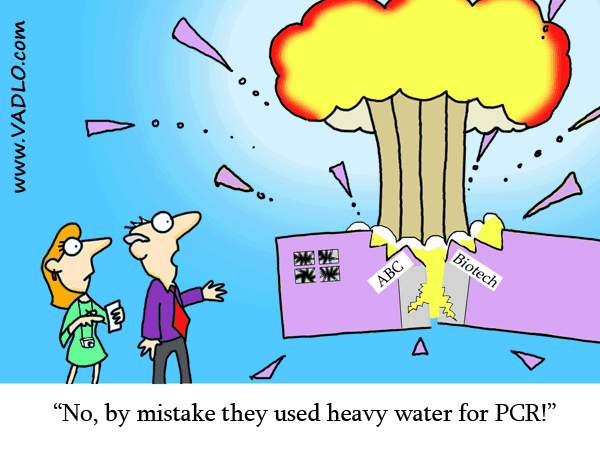 www.VADLO.com
ABC
Biotech
“No, by mistake they used heavy water for PCR!”